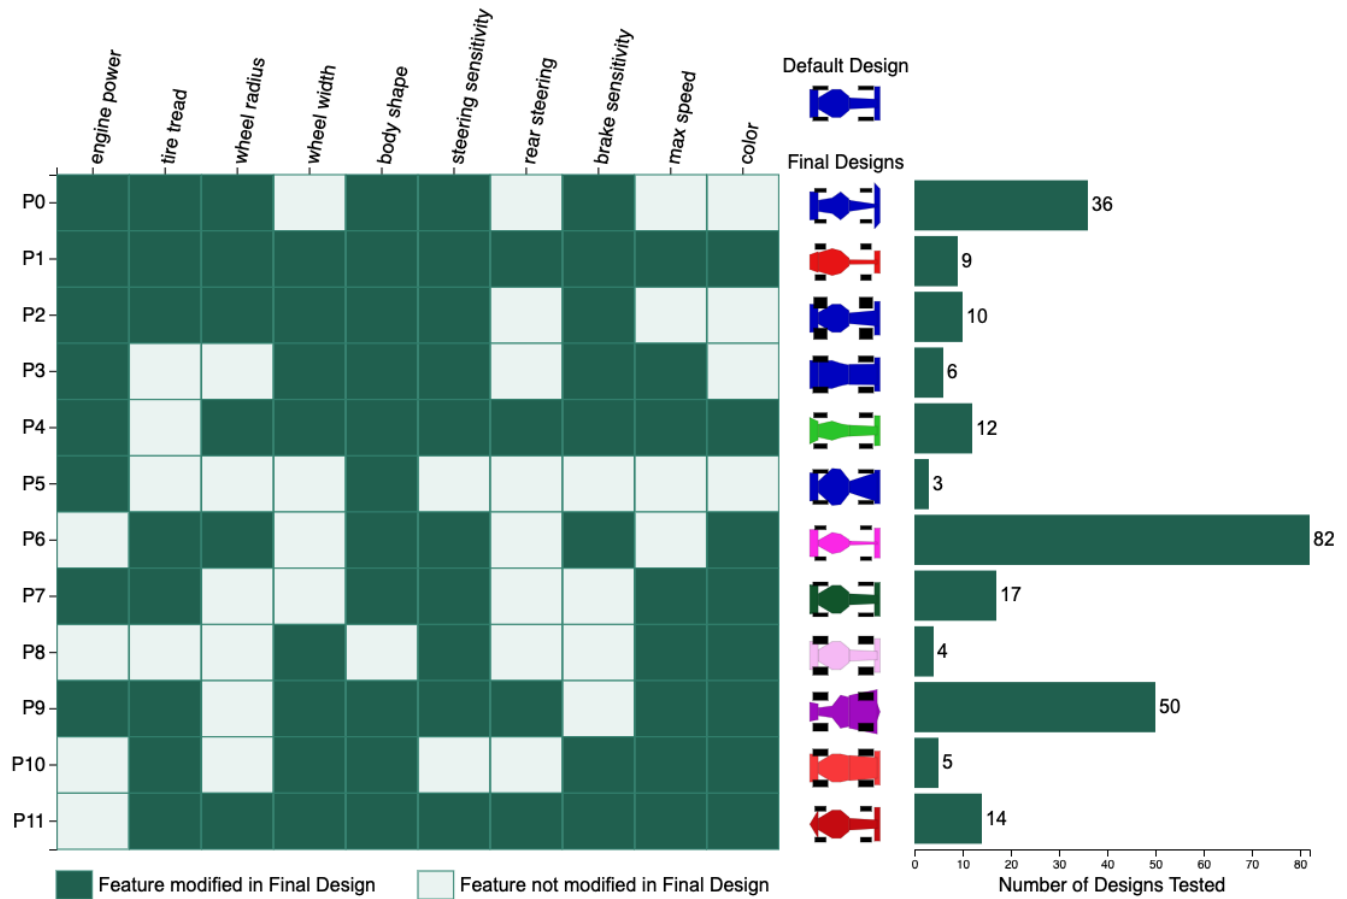 engine power
tire tread
wheel radius
wheel width
body shape
steering sensitivity
rear steering
brake sensitivity
max speed
color
Default Design
Final Designs
P0
36
P1
9
P2
10
P3
6
P4
12
P5
3
P6
82
P7
17
P8
4
P9
50
P10
5
P11
14
0 10 20 30 40 50 60 70 80
Number of Designs Tested
Feature modified in Final Design
Feature not modified in Final Design